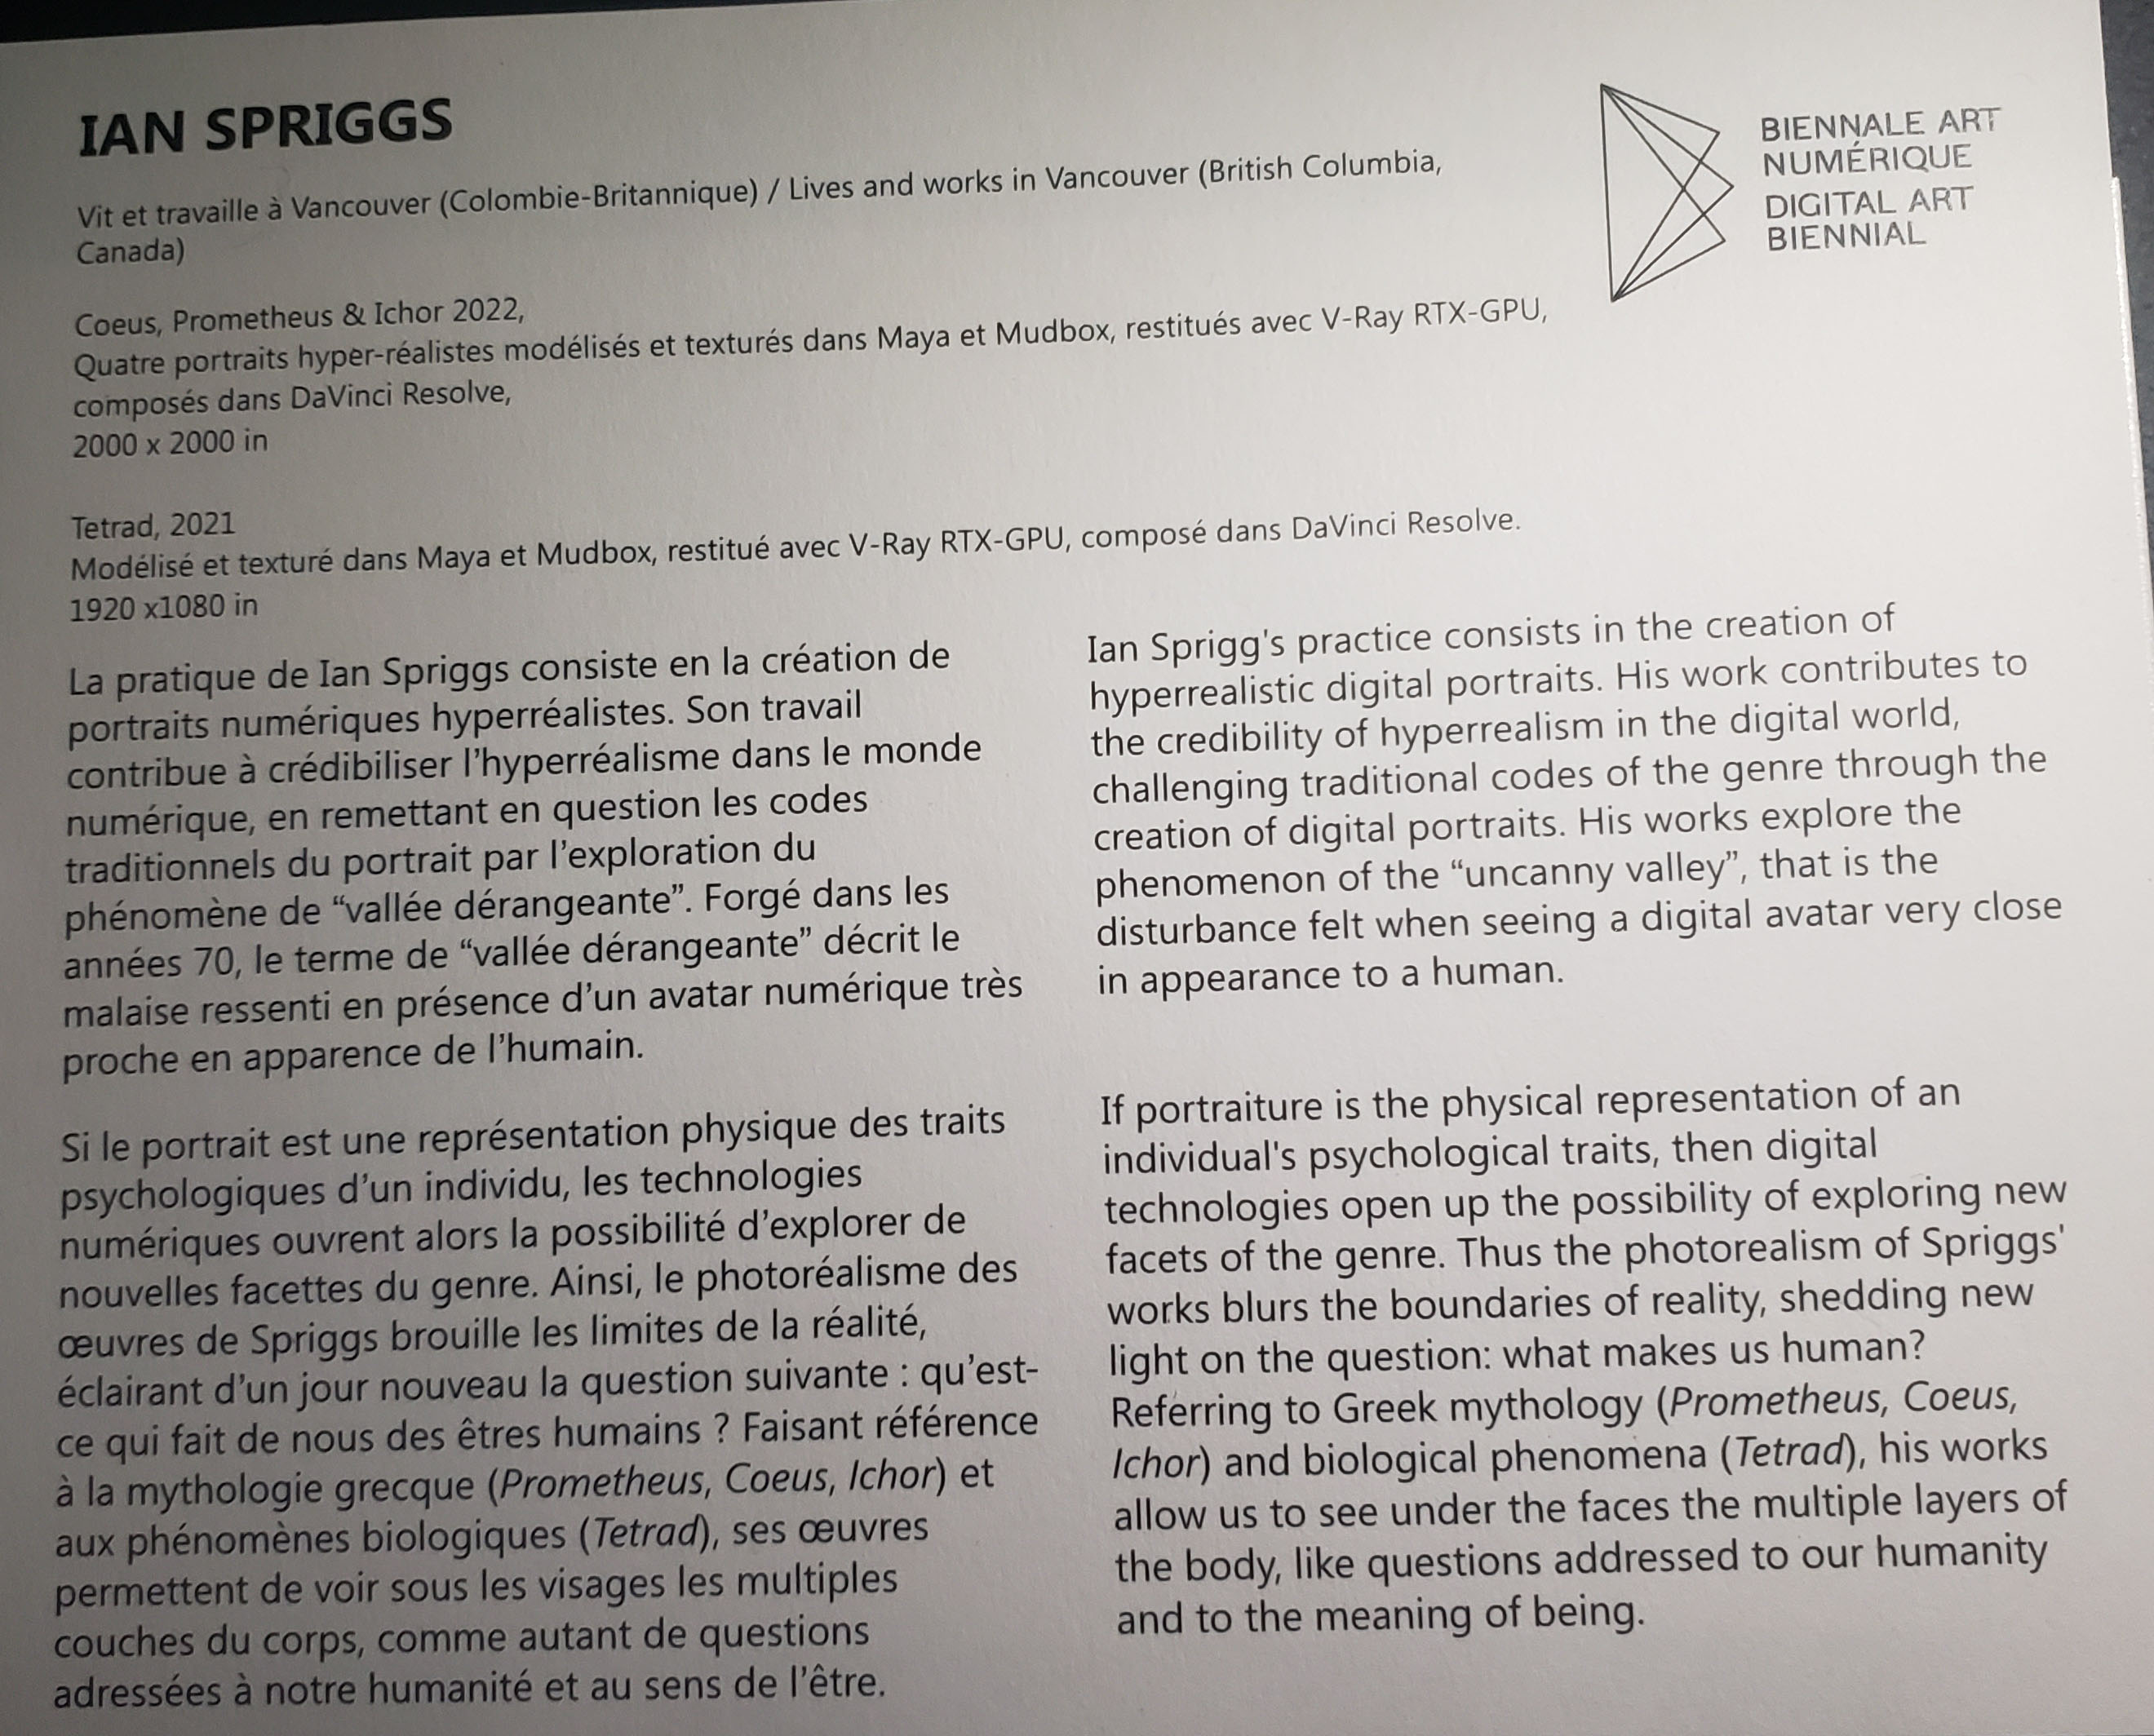 IAN SPRIGGS
Vit et travaille à Vancouver (Colombie-Britannique) / Lives and works in Vancouver (British Columbia,
Canada)
BIENNALE ART
NUMÉRIQUE
DIGITAL ART
BIENNIAL
Coeus, Prometheus & Ichor 2022,
Quatre portraits hyper-réalistes modélisés et texturés dans Maya et Mudbox, restitués avec V-Ray RTX-GPU,
composés dans DaVinci Resolve,
2000 x 2000 in
Tetrad, 2021
Modélisé et texturé dans Maya et Mudbox, restitué avec V-Ray RTX-GPU, composé dans DaVinci Resolve.
1920 x1080 in
La pratique de Ian Spriggs consiste en la création de
portraits numériques hyperréalistes. Son travail
contribue à crédibiliser l’hyperréalisme dans le monde
numérique, en remettant en question les codes
traditionnels du portrait par l’exploration du
phénomène de “vallée dérangeante”. Forgé dans les
années 70, le terme de “vallée dérangeante” décrit le
malaise ressenti en présence d’un avatar numérique très
proche en apparence de l’humain.
Si le portrait est une représentation physique des traits
psychologiques d’un individu, les technologies
numériques ouvrent alors la possibilité d’explorer de
nouvelles facettes du genre. Ainsi, le photoréalisme des
œuvres de Spriggs brouille les limites de la réalité,
éclairant d’un jour nouveau la question suivante : qu’est-
ce qui fait de nous des êtres humains ? Faisant référence
à la mythologie grecque (Prometheus, Coeus, Ichor) et
aux phénomènes biologiques (Tetrad), ses œuvres
permettent de voir sous les visages les multiples
couches du corps, comme autant de questions
adressées à notre humanité et au sens de l’être.
Ian Sprigg's practice consists in the creation of
hyperrealistic digital portraits. His work contributes to
the credibility of hyperrealism in the digital world,
challenging traditional codes of the genre through the
creation of digital portraits. His works explore the
phenomenon of the “uncanny valley”, that is the
disturbance felt when seeing a digital avatar very close
in appearance to a human.
If portraiture is the physical representation of an
individual's psychological traits, then digital
technologies open up the possibility of exploring new
facets of the genre. Thus the photorealism of Spriggs'
works blurs the boundaries of reality, shedding new
light on the question: what makes us human?
Referring to Greek mythology (Prometheus, Coeus,
Ichor) and biological phenomena (Tetrad), his works
allow us to see under the faces the multiple layers of
the body, like questions addressed to our humanity
and to the meaning of being.